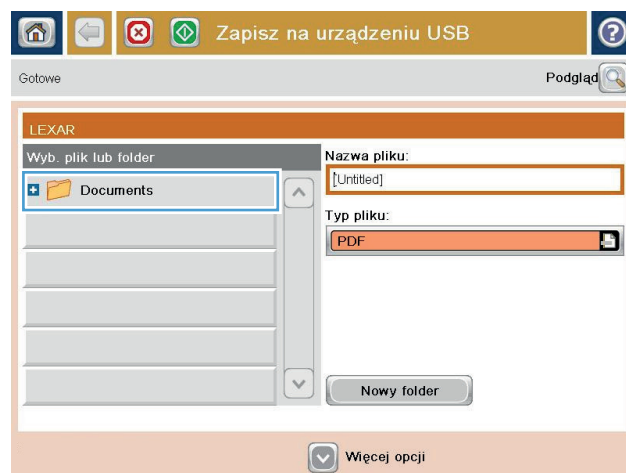 Zapisz na urządzeniu USB
?
Gotowe
Podgląd
LEXAR
Wyb. plik lub folder
Documents
Nazwa pliku:
[Untitled]
Typ pliku:
PDF
Nowy folder
Więcej opcji